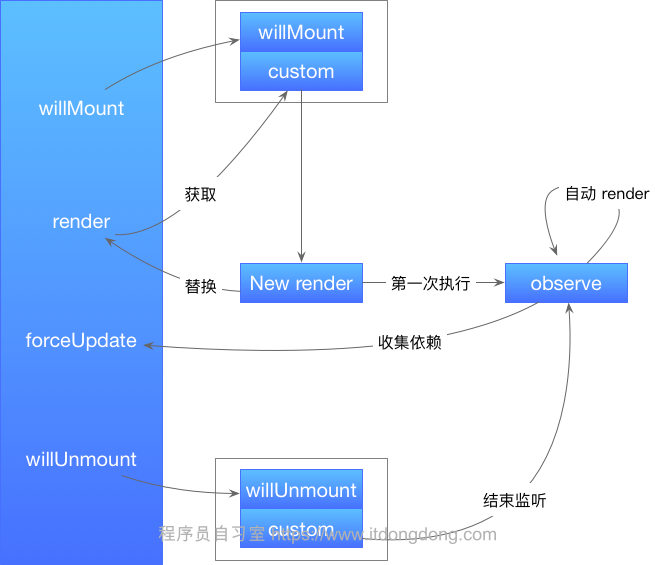 willMount
custom
willMount
获取
自动 render
render
替换
New render
第一次执行
observe
forceUpdate
收集依赖
willUnmount
willUnmount
结束监听
custom
程序员自习室 https://www.itdongdong.com